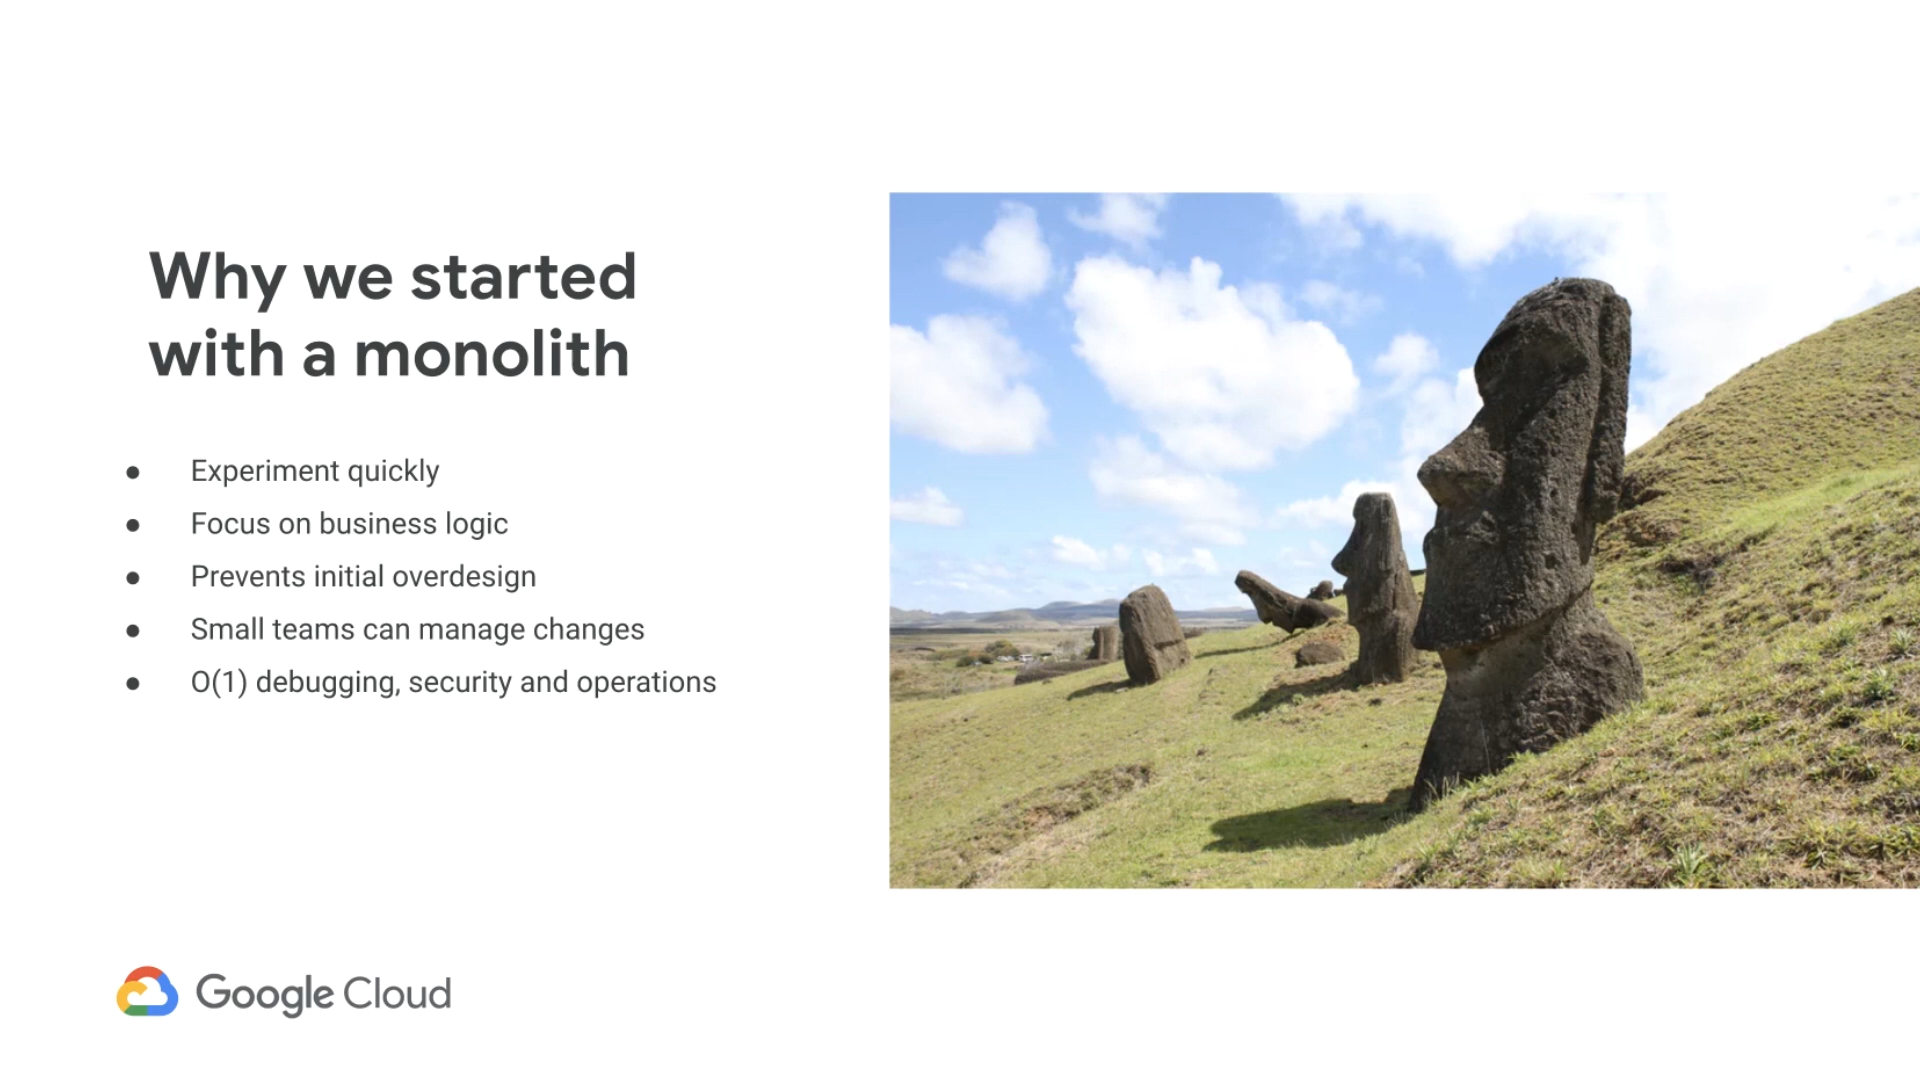 Why we started
with a monolith
● Experiment quickly
● Focus on business logic
● Prevents initial overdesign
● Small teams can manage changes
● O(1) debugging, security and operations
Google Cloud